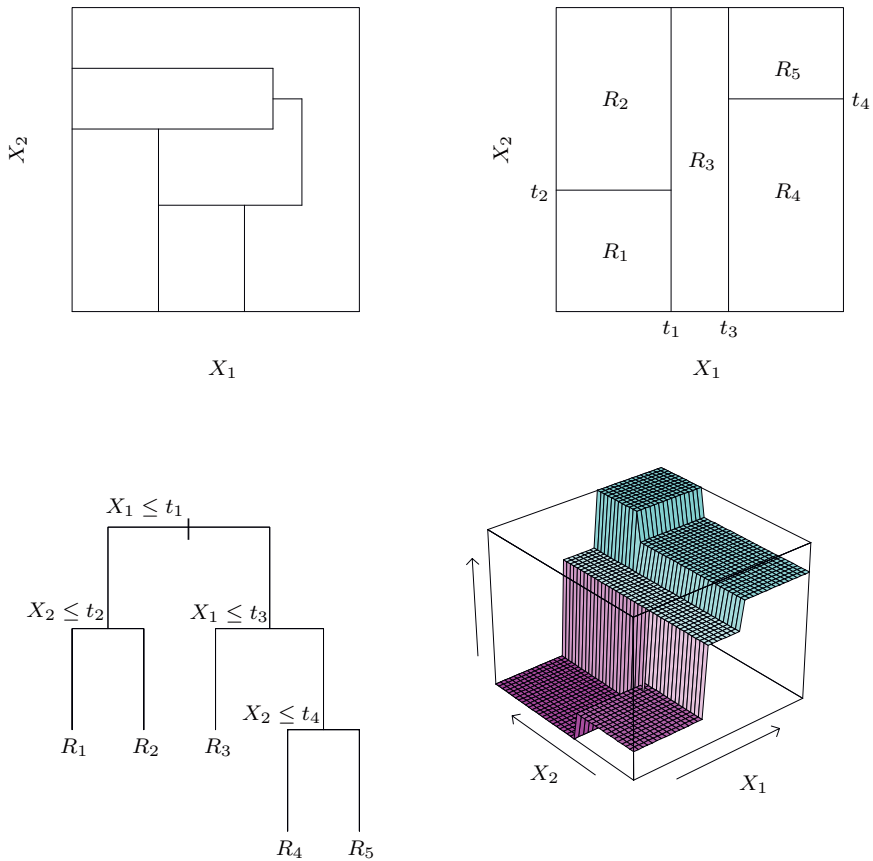 X₂
X₁
R₅
R₂
t₄
X₂
R₃
t₂
R₄
R₁
t₁ t₃
X₁
X₁ ≤ t₁
X₂ ≤ t₂ X₁ ≤ t₃
X₂ ≤ t₄
R₁ R₂ R₃
R₄ R₅
X₂ X₁